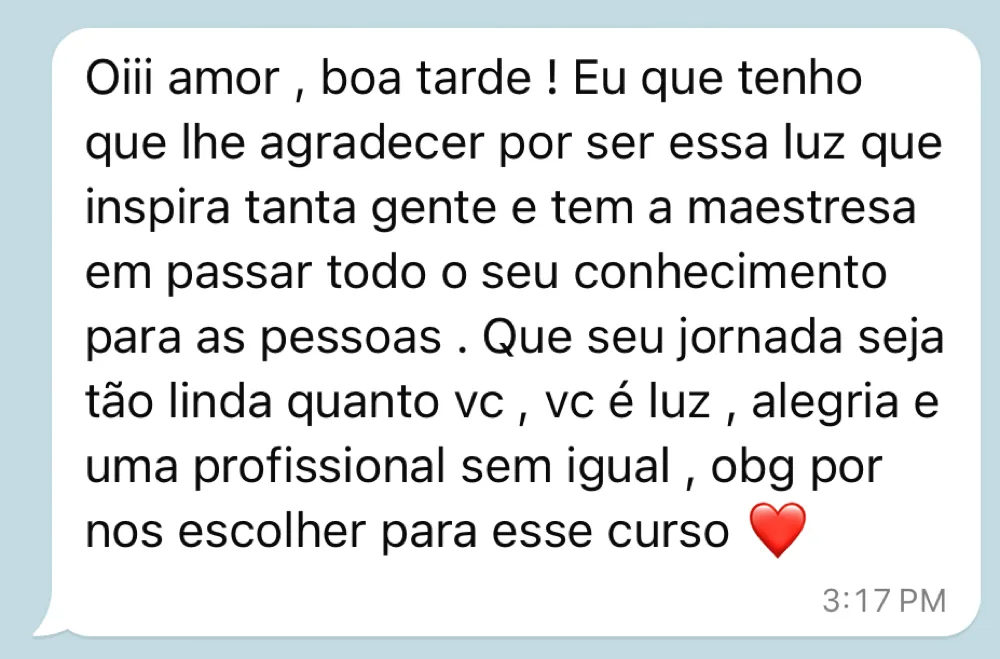 Oiii amor , boa tarde ! Eu que tenho
que lhe agradecer por ser essa luz que
inspira tanta gente e tem a maestresa
em passar todo o seu conhecimento
para as pessoas . Que seu jornada seja
tão linda quanto vc , vc é luz , alegria e
uma profissional sem igual , obg por
nos escolher para esse curso ❤️
3:17 PM